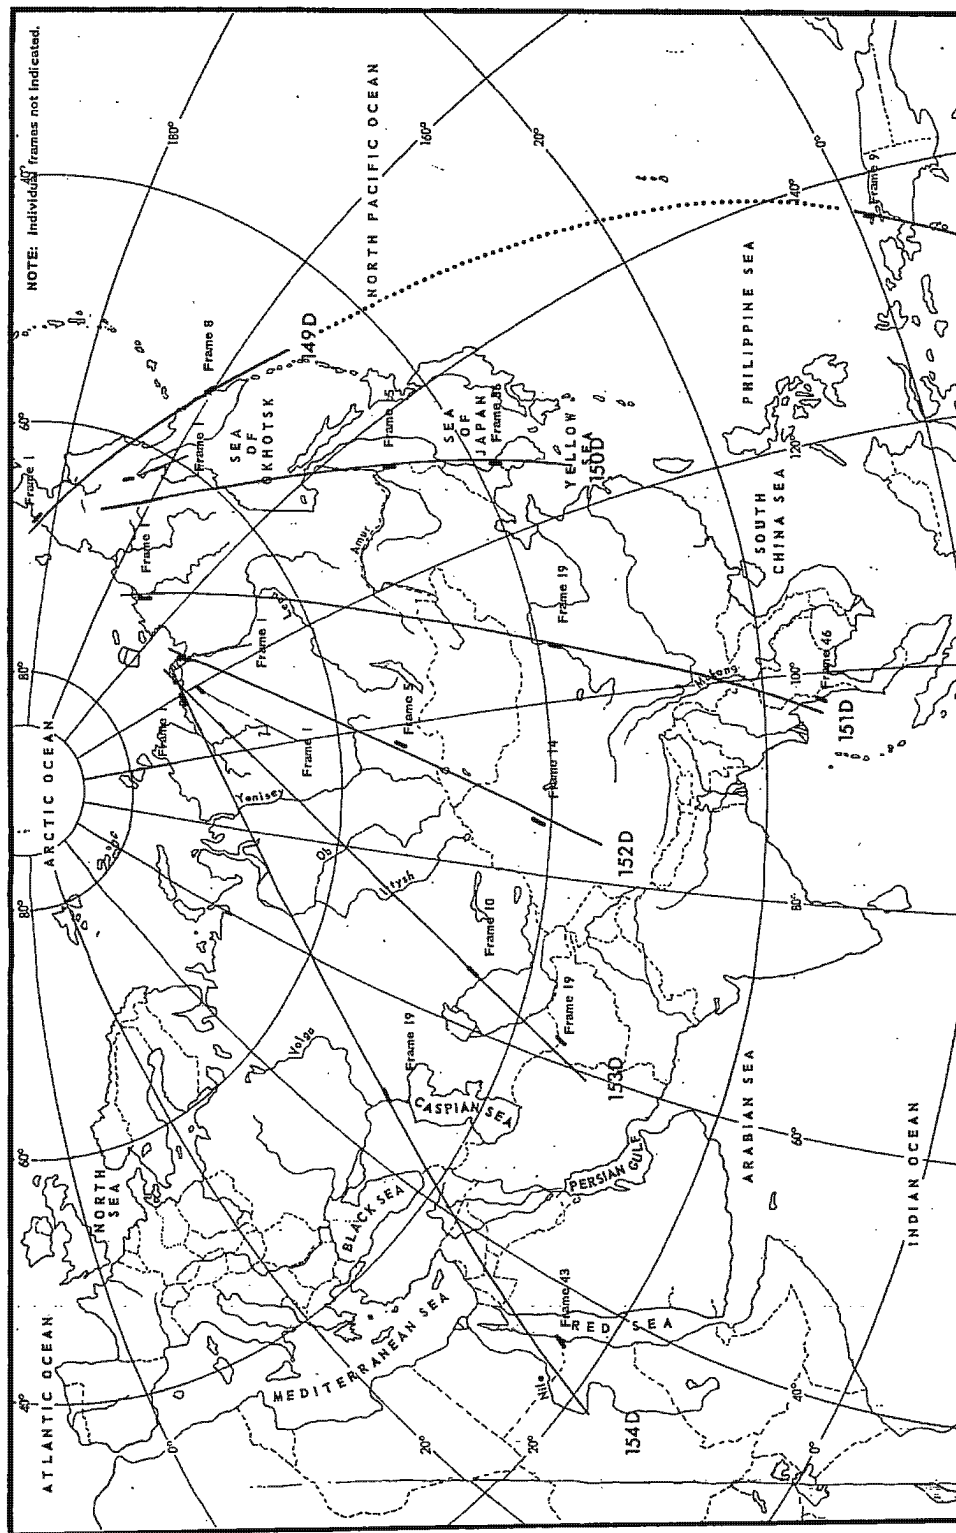 NOTE: Individual frames not indicated.
ATLANTIC OCEAN
ARCTIC OCEAN
NORTH PACIFIC OCEAN
NORTH
SEA
MEDITERRANEAN SEA
BLACK SEA
CASPIAN SEA
RED SEA
PERSIAN GULF
ARABIAN SEA
INDIAN OCEAN
SEA
OF
OKHOTSK
SEA
OF
JAPAN
YELLOW
SEA
PHILIPPINE SEA
SOUTH
CHINA SEA
Volga
Ob
Irtysh
Yenisey
Lena
Amur
Mekong
Nile
149D
Frame 1
Frame 8
Frame 9
150D
Frame 1
151D
Frame 1
Frame 19
Frame 46
152D
Frame 1
Frame 5
Frame 14
153D
Frame 1
Frame 10
Frame 19
154D
Frame
Frame 19
Frame 43
40°
60°
80°
80°
60°
40°
180°
160°
140°
120°
100°
80°
60°
40°
20°
0°
20°
0°
20°
0°